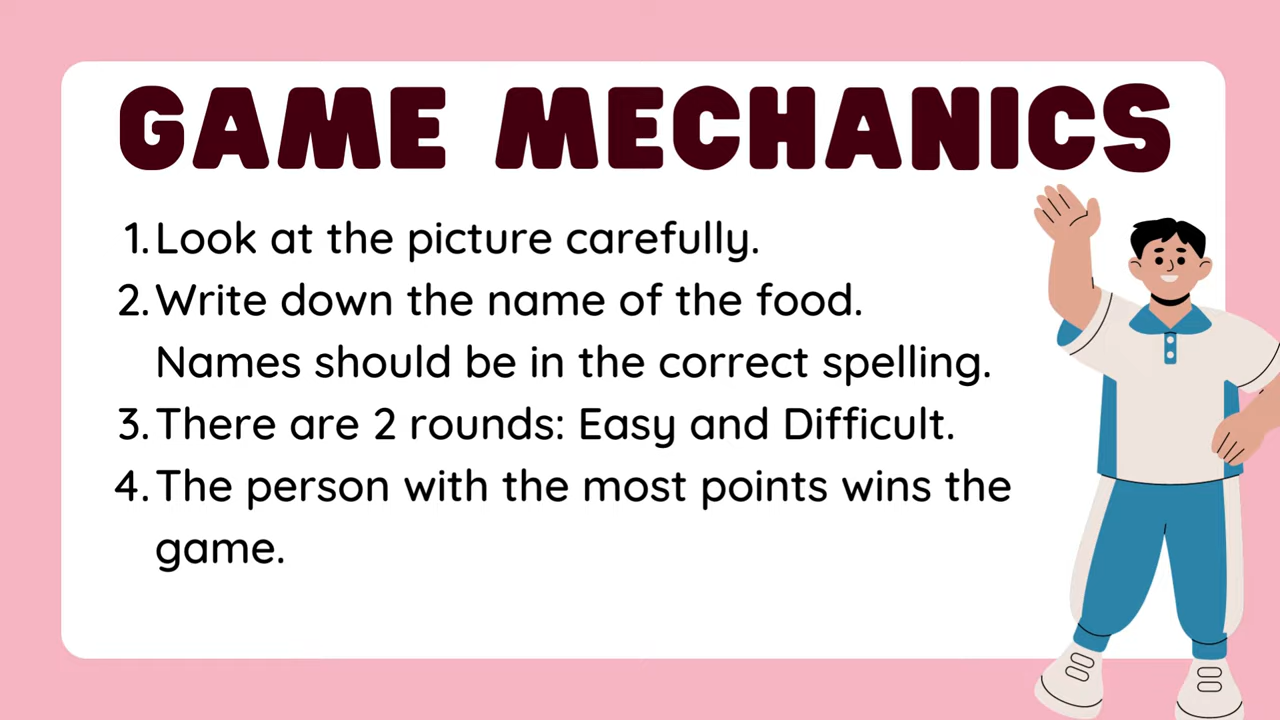 GAME MECHANICS
1. Look at the picture carefully.
2. Write down the name of the food.
Names should be in the correct spelling.
3. There are 2 rounds: Easy and Difficult.
4. The person with the most points wins the
game.